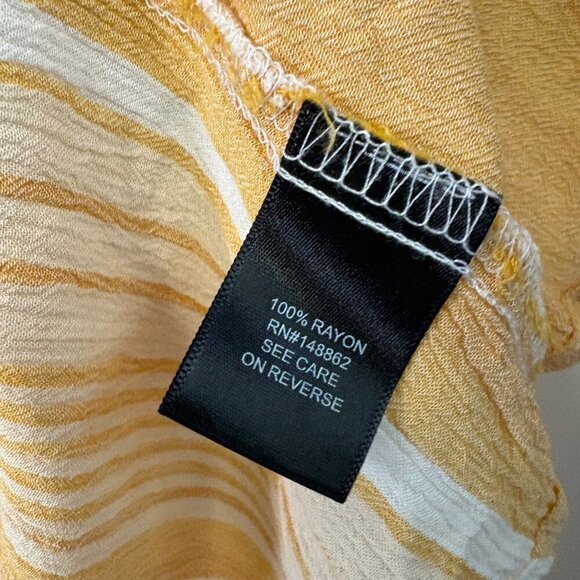 100% RAYON
RN#148862
SEE CARE
ON REVERSE